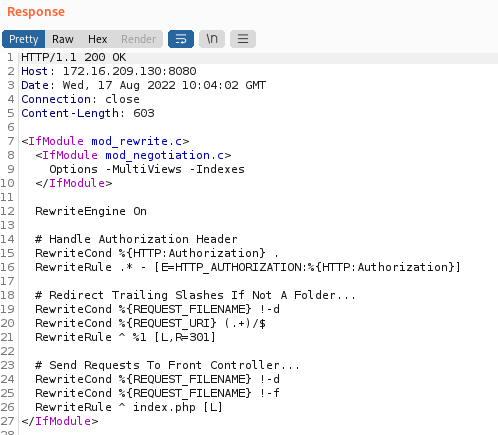 Response
Pretty Raw Hex Render \n
1 HTTP/1.1 200 OK
2 Host: 172.16.209.130:8080
3 Date: Wed, 17 Aug 2022 10:04:02 GMT
4 Connection: close
5 Content-Length: 603
6
7 <IfModule mod_rewrite.c>
8   <IfModule mod_negotiation.c>
9     Options -MultiViews -Indexes
10   </IfModule>
11
12   RewriteEngine On
13
14   # Handle Authorization Header
15   RewriteCond %{HTTP:Authorization} .
16   RewriteRule .* - [E=HTTP_AUTHORIZATION:%{HTTP:Authorization}]
17
18   # Redirect Trailing Slashes If Not A Folder...
19   RewriteCond %{REQUEST_FILENAME} !-d
20   RewriteCond %{REQUEST_URI} (.+)/$
21   RewriteRule ^ %1 [L,R=301]
22
23   # Send Requests To Front Controller...
24   RewriteCond %{REQUEST_FILENAME} !-d
25   RewriteCond %{REQUEST_FILENAME} !-f
26   RewriteRule ^ index.php [L]
27 </IfModule>
28